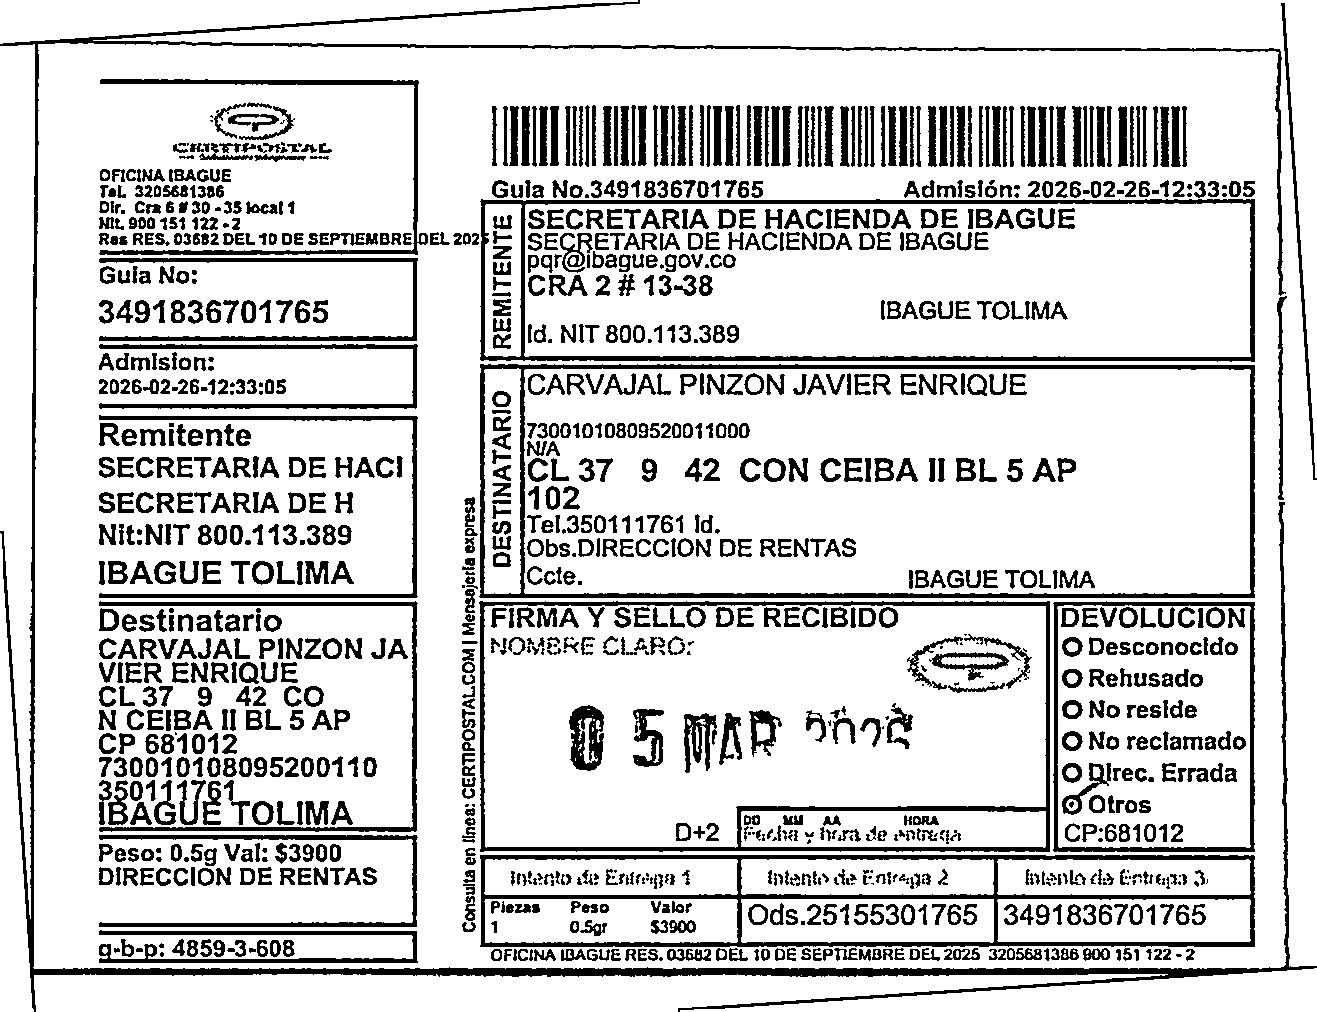 CERTIPOSTAL
OFICINA IBAGUE
Tel. 3205681386
Dir. Cra 6 # 30 - 35 local 1
Nit. 900 151 122 - 2
Res RES. 03682 DEL 10 DE SEPTIEMBRE DEL 2025
Guia No:
3491836701765
Admision:
2026-02-26-12:33:05
Remitente
SECRETARIA DE HACI
SECRETARIA DE H
Nit:NIT 800.113.389
IBAGUE TOLIMA
Destinatario
CARVAJAL PINZON JA
VIER ENRIQUE
CL 37 9 42 CO
N CEIBA II BL 5 AP
CP 681012
730010108095200110
350111761
IBAGUE TOLIMA
Peso: 0.5g Val: $3900
DIRECCION DE RENTAS
g-b-p: 4859-3-608
Consulta en linea: CERTIPOSTAL.COM | Mensajeria expresa
Guia No.3491836701765 Admisión: 2026-02-26-12:33:05
REMITENTE
SECRETARIA DE HACIENDA DE IBAGUE
SECRETARIA DE HACIENDA DE IBAGUE
pqr@ibague.gov.co
CRA 2 # 13-38
IBAGUE TOLIMA
Id. NIT 800.113.389
DESTINATARIO
CARVAJAL PINZON JAVIER ENRIQUE
73001010809520011000
N/A
CL 37 9 42 CON CEIBA II BL 5 AP
102
Tel.350111761 Id.
Obs.DIRECCION DE RENTAS
Ccte. IBAGUE TOLIMA
FIRMA Y SELLO DE RECIBIDO
NOMBRE CLARO:
05 MAR 2026
D+2
DD MM AA HORA
Fecha y hora de entrega
DEVOLUCION
Desconocido
Rehusado
No reside
No reclamado
Direc. Errada
Otros
CP:681012
Intento de Entrega 1 Intento de Entrega 2 Intento de Entrega 3
Piezas Peso Valor
1 0.5gr $3900
Ods.25155301765 3491836701765
OFICINA IBAGUE RES. 03682 DEL 10 DE SEPTIEMBRE DEL 2025 3205681386 900 151 122 - 2